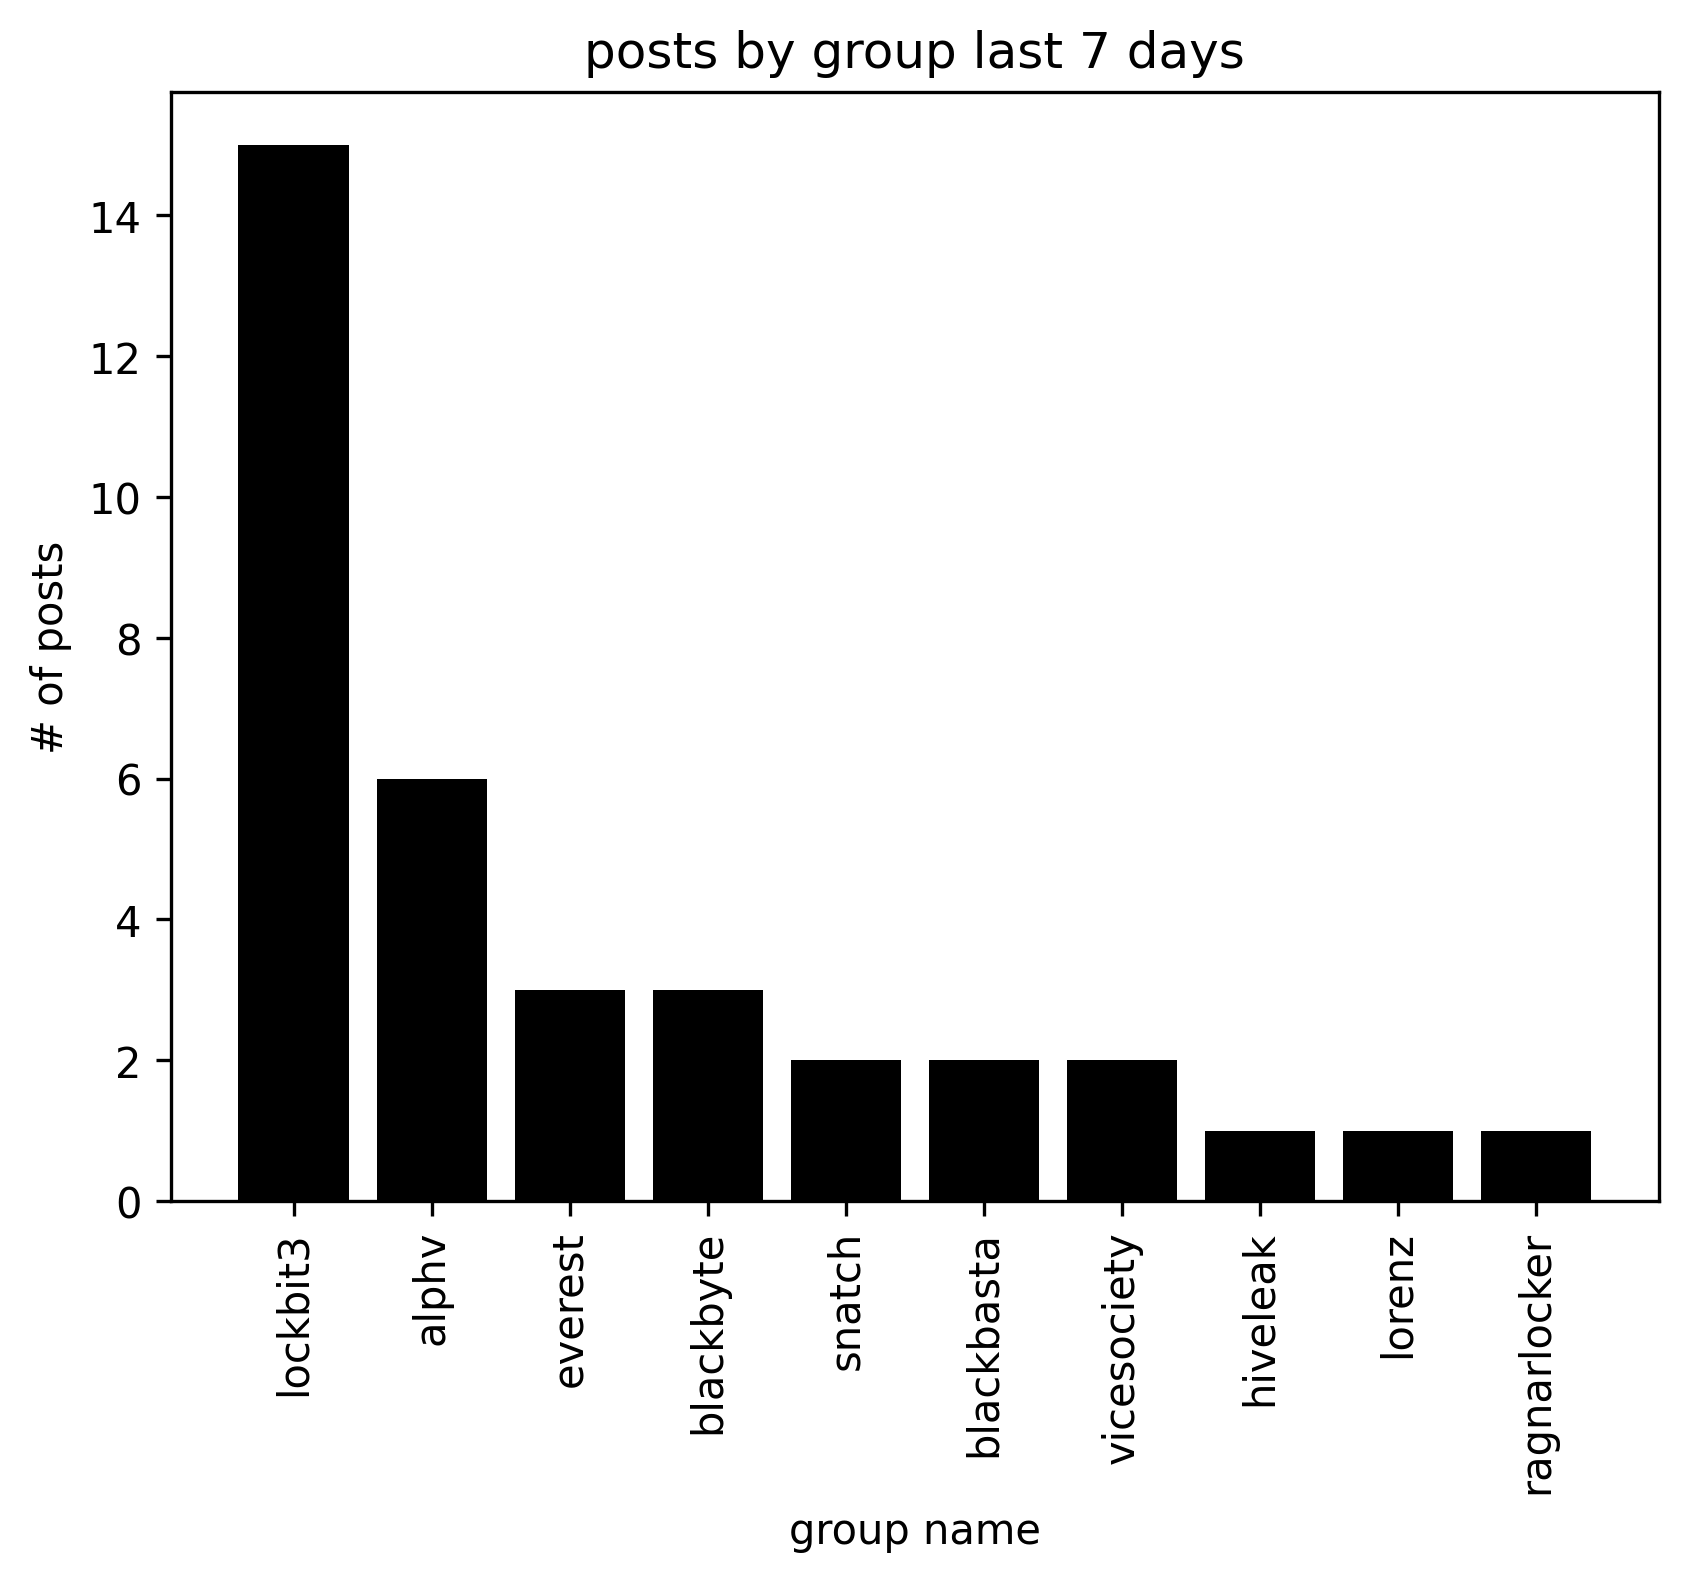 posts by group last 7 days
14
12
10
8
6
4
2
0
# of posts
lockbit3
alphv
everest
blackbyte
snatch
blackbasta
vicesociety
hiveleak
lorenz
ragnarlocker
group name